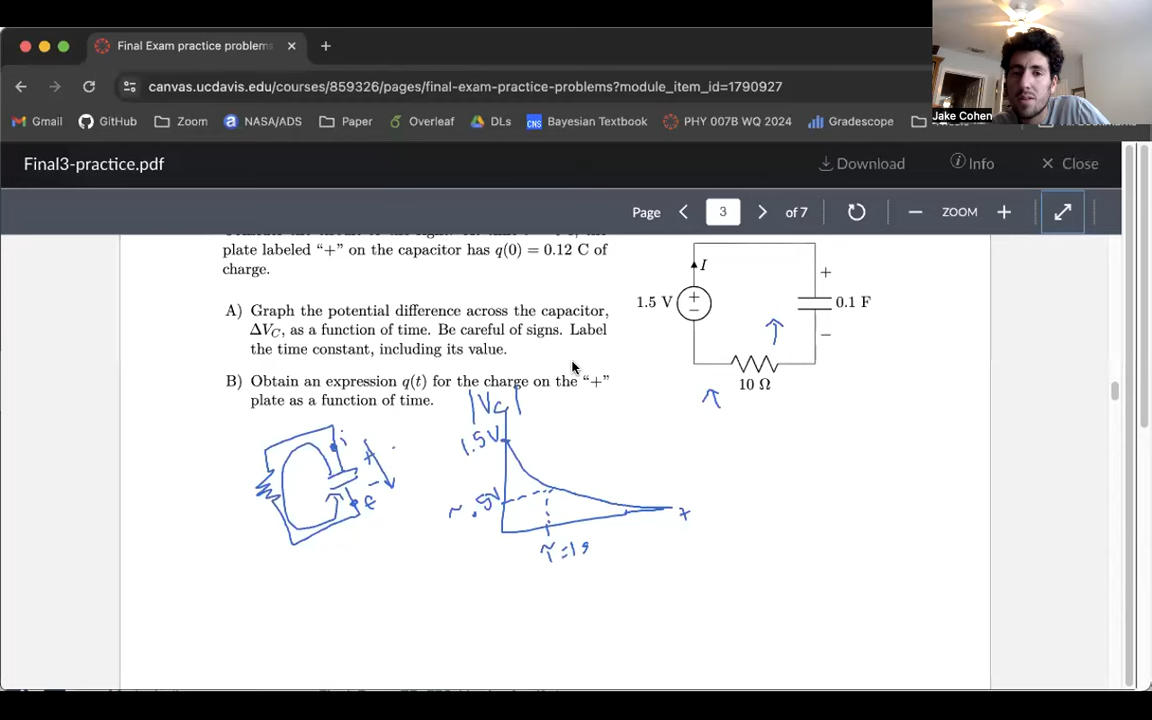 Final Exam practice problems
canvas.ucdavis.edu/courses/859326/pages/final-exam-practice-problems?module_item_id=1790927
Gmail GitHub Zoom NASA/ADS Paper Overleaf DLs Bayesian Textbook PHY 007B WQ 2024 Gradescope
Jake Cohen
Final3-practice.pdf Download Info Close
Page 3 of 7 ZOOM
plate labeled “+” on the capacitor has q(0) = 0.12 C of
charge.
A) Graph the potential difference across the capacitor,
ΔV_C, as a function of time. Be careful of signs. Label
the time constant, including its value.
B) Obtain an expression q(t) for the charge on the “+”
plate as a function of time.
I
+
1.5 V + − 0.1 F
−
10 Ω
|V_C|
1.5V
i
+
−
f
~.5V
t
τ=1s